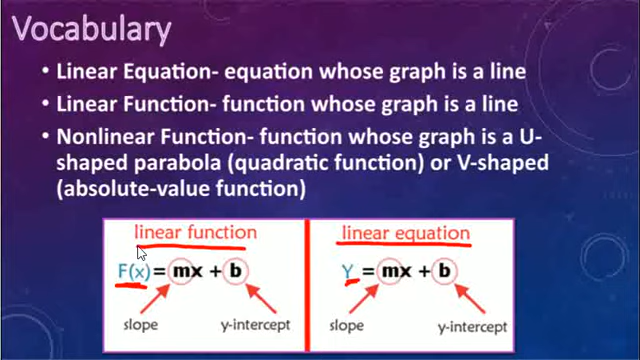 Vocabulary
• Linear Equation- equation whose graph is a line
• Linear Function- function whose graph is a line
• Nonlinear Function- function whose graph is a U-
shaped parabola (quadratic function) or V-shaped
(absolute-value function)
linear function
F(x) = mx + b
slope
y-intercept
linear equation
Y = mx + b
slope
y-intercept